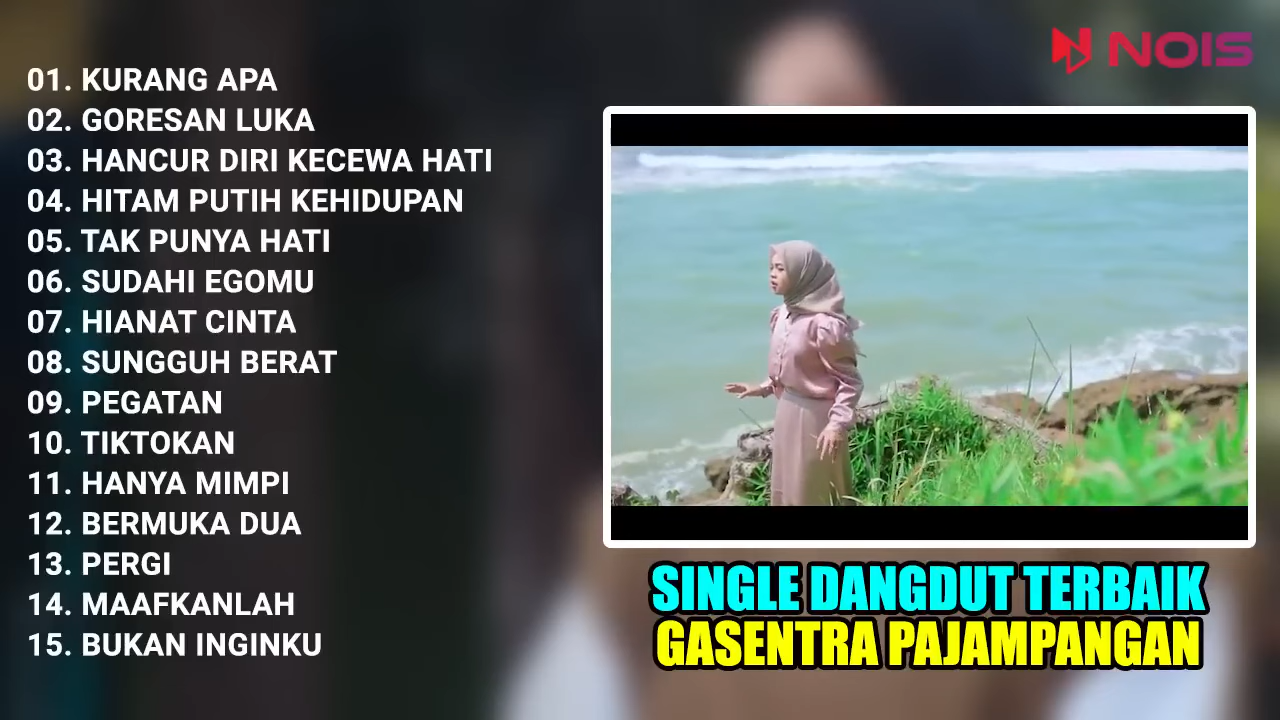 01. KURANG APA
02. GORESAN LUKA
03. HANCUR DIRI KECEWA HATI
04. HITAM PUTIH KEHIDUPAN
05. TAK PUNYA HATI
06. SUDAHI EGOMU
07. HIANAT CINTA
08. SUNGGUH BERAT
09. PEGATAN
10. TIKTOKAN
11. HANYA MIMPI
12. BERMUKA DUA
13. PERGI
14. MAAFKANLAH
15. BUKAN INGINKU
NOIS
SINGLE DANGDUT TERBAIK
GASENTRA PAJAMPANGAN